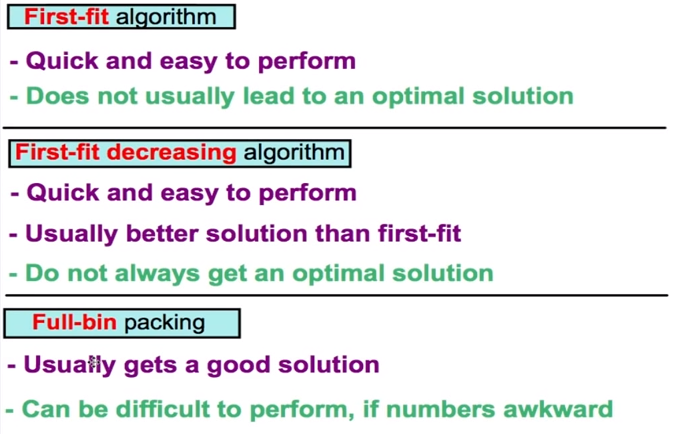 First-fit algorithm
- Quick and easy to perform
- Does not usually lead to an optimal solution
First-fit decreasing algorithm
- Quick and easy to perform
- Usually better solution than first-fit
- Do not always get an optimal solution
Full-bin packing
- Usually gets a good solution
- Can be difficult to perform, if numbers awkward